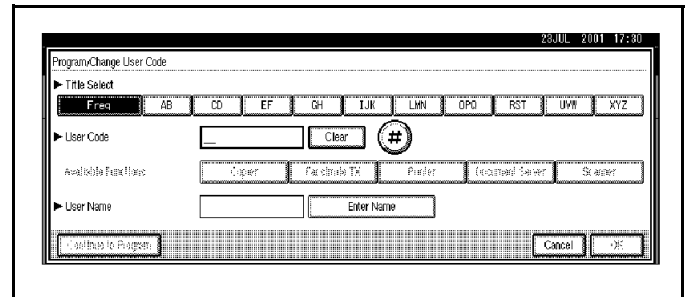 23JUL 2001 17:30
Program/Change User Code
► Title Select
Freq AB CD EF GH IJK LMN OPQ RST UVW XYZ
► User Code __ Clear #
Available Functions: Copier Facsimile TX Printer Document Server Scanner
► User Name Enter Name
Continue to Program Cancel OK